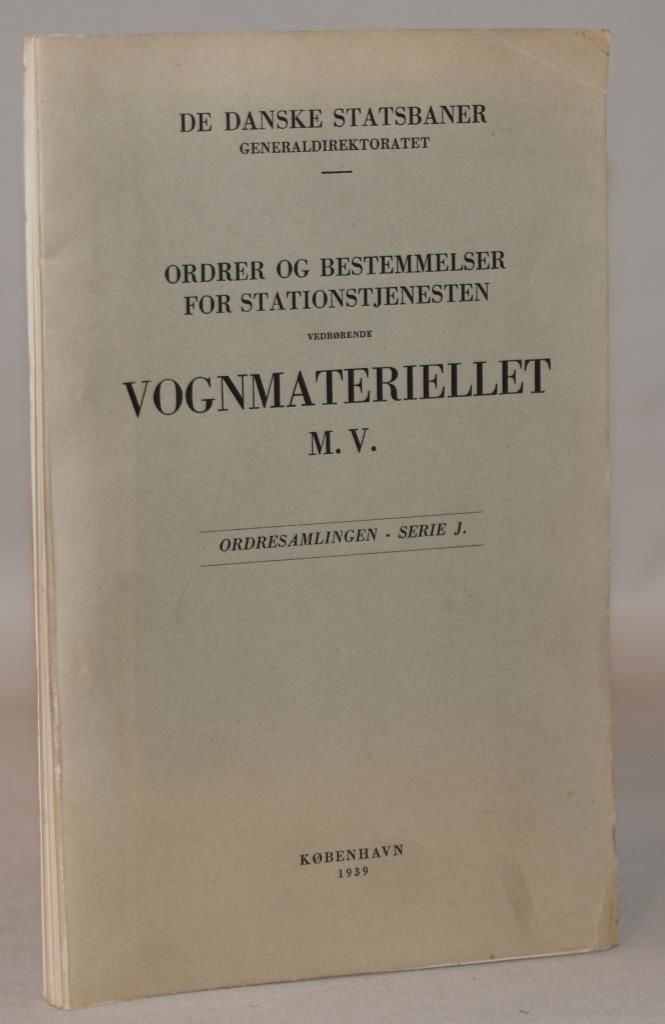 DE DANSKE STATSBANER
GENERALDIREKTORATET
ORDRER OG BESTEMMELSER
FOR STATIONSTJENESTEN
VEDRØRENDE
VOGNMATERIELLET
M. V.
ORDRESAMLINGEN - SERIE J.
KØBENHAVN
1939